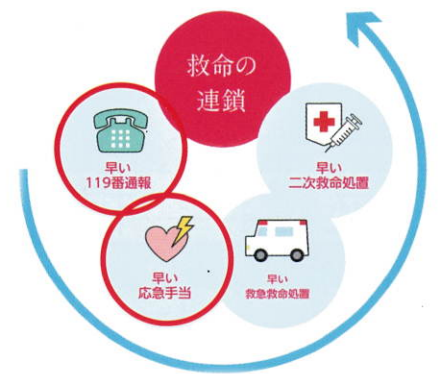 救命の
連鎖
早い
119番通報
早い
応急手当
早い
救急救命処置
早い
二次救命処置